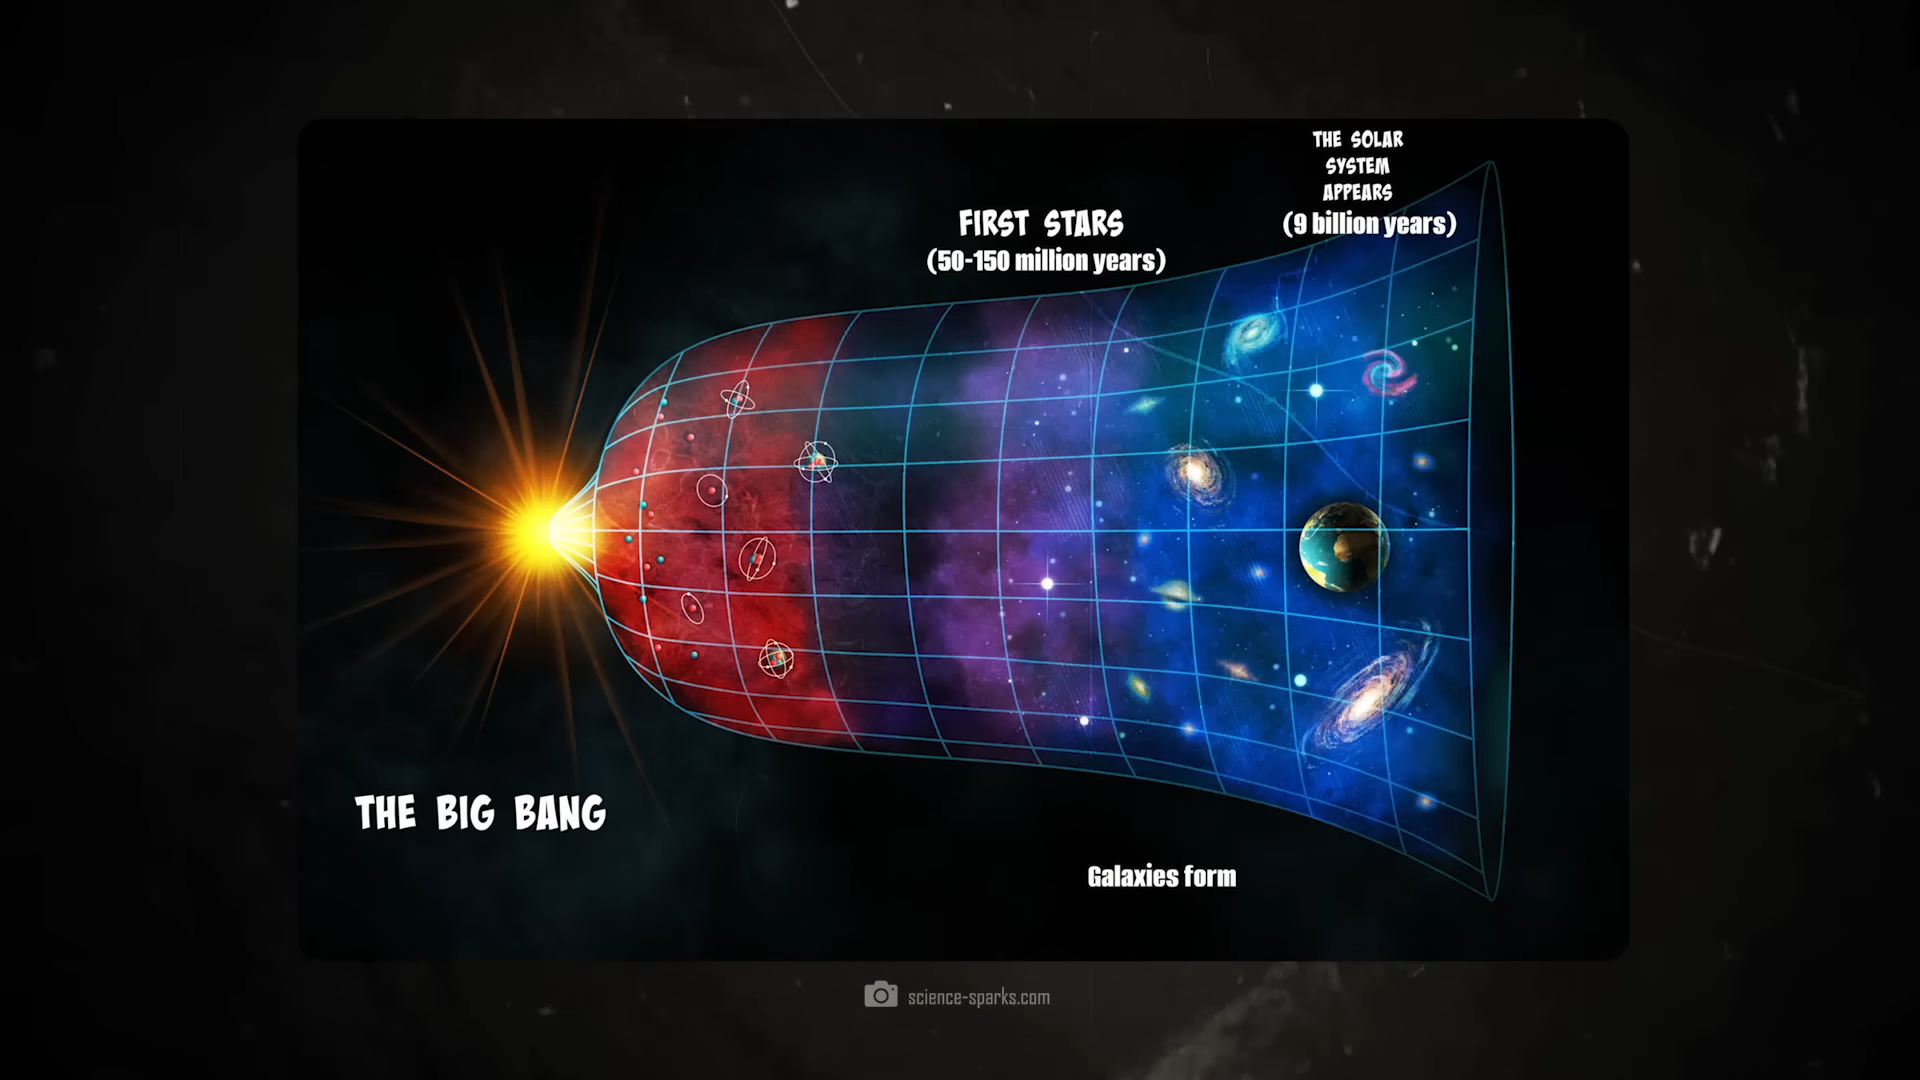 THE SOLAR
SYSTEM
APPEARS
(9 billion years)
FIRST STARS
(50-150 million years)
THE BIG BANG
Galaxies form
science-sparks.com